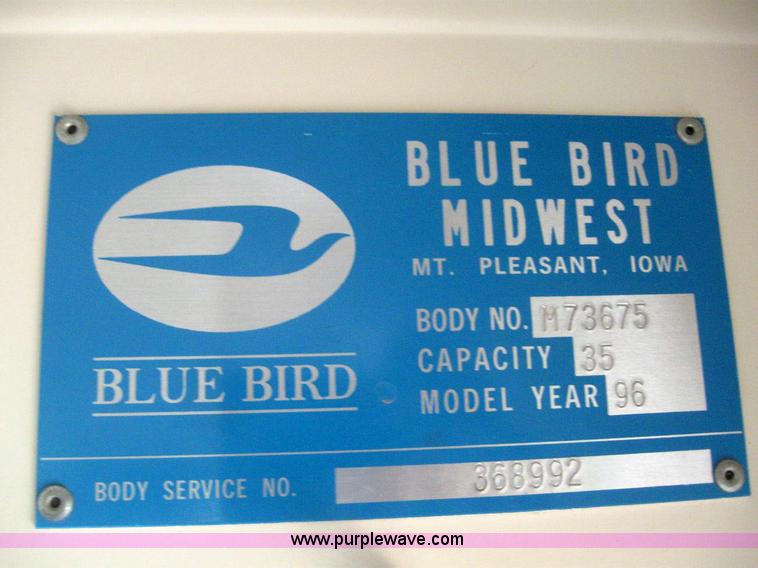 BLUE BIRD
MIDWEST
MT. PLEASANT, IOWA
BODY NO. M73675
CAPACITY 35
MODEL YEAR 96
BLUE BIRD
BODY SERVICE NO. 368992
www.purplewave.com